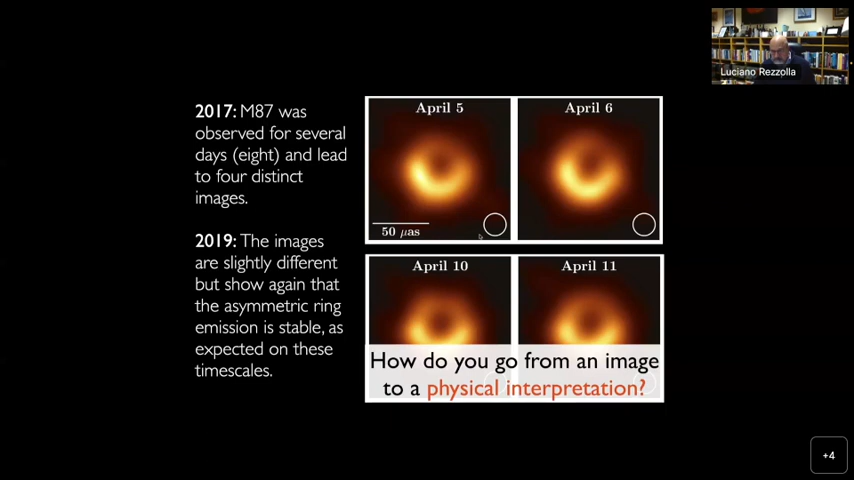 Luciano Rezzolla
2017: M87 was
observed for several
days (eight) and lead
to four distinct
images.
2019: The images
are slightly different
but show again that
the asymmetric ring
emission is stable, as
expected on these
timescales.
April 5
April 6
50 μas
April 10
April 11
How do you go from an image
to a physical interpretation?
+4